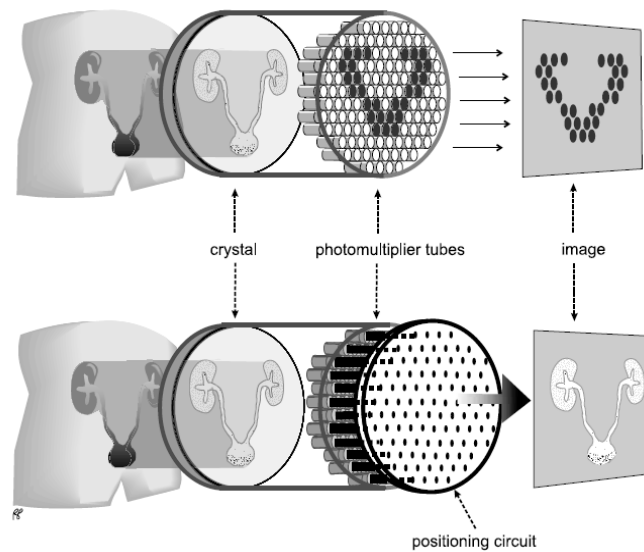 crystal
photomultiplier tubes
image
positioning circuit